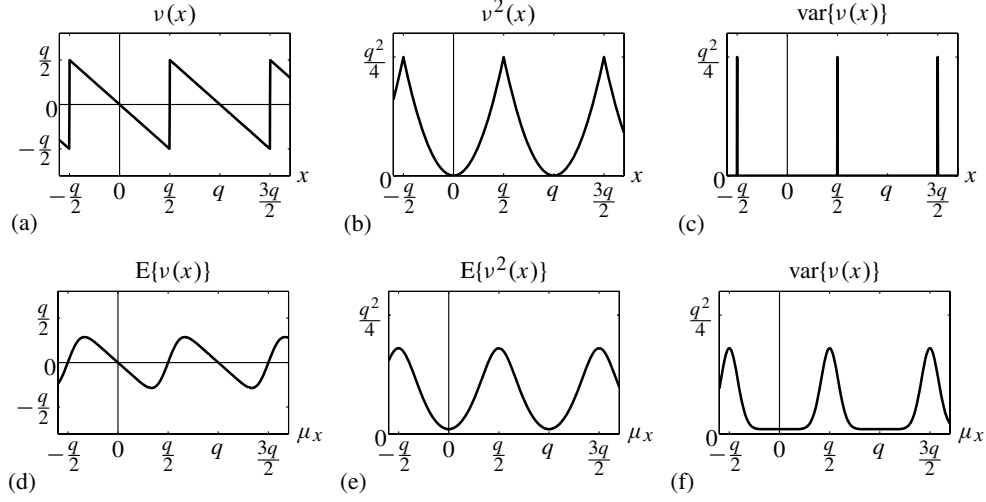 ν(x) ν²(x) var{ν(x)}
q/2 q²/4 q²/4
0
−q/2 0 0
−q/2 0 q/2 q 3q/2 x −q/2 0 q/2 q 3q/2 x −q/2 0 q/2 q 3q/2 x
(a) (b) (c)
E{ν(x)} E{ν²(x)} var{ν(x)}
q/2 q²/4 q²/4
0
−q/2 0 0
−q/2 0 q/2 q 3q/2 μₓ −q/2 0 q/2 q 3q/2 μₓ −q/2 0 q/2 q 3q/2 μₓ
(d) (e) (f)